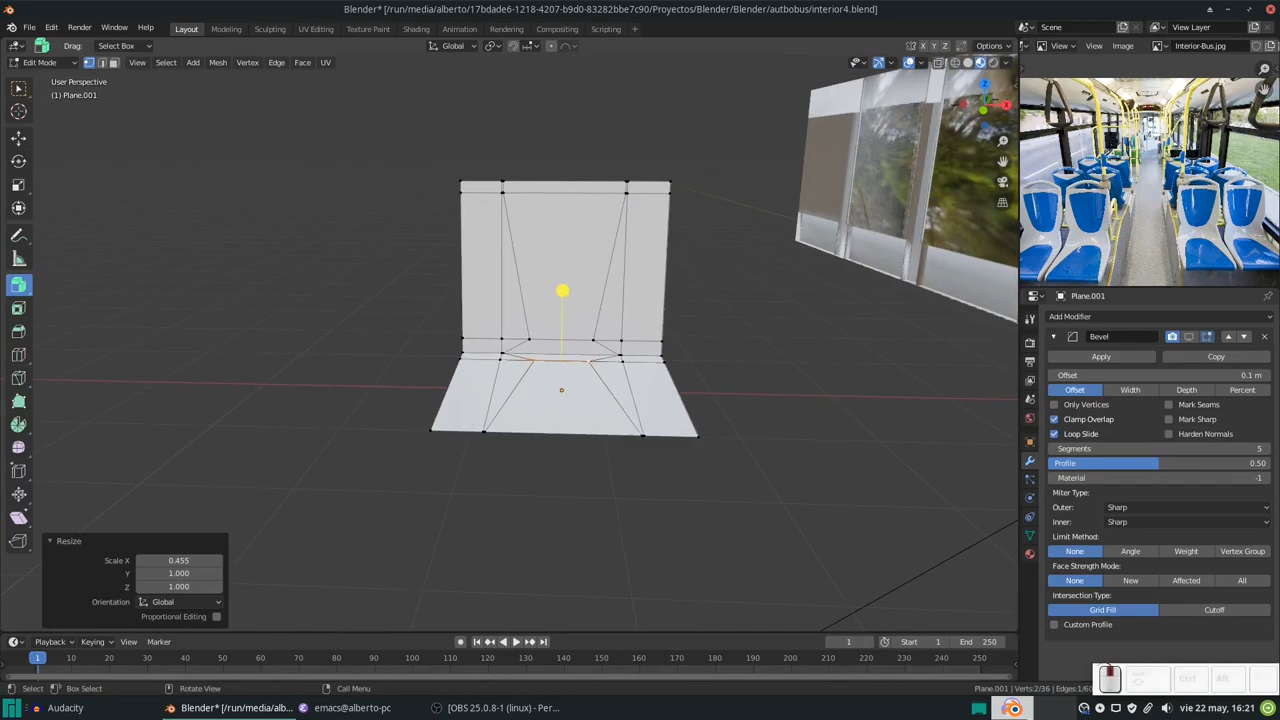 Blender* [/run/media/alberto/17bdade6-1218-4207-b9d0-83282bbe7c90/Proyectos/Blender/Blender/autbobus/interior4.blend]
File Edit Render Window Help Layout Modeling Sculpting UV Editing Texture Paint Shading Animation Rendering Compositing Scripting + Scene View Layer
Drag: Select Box Global X Y Z Options View View Image Interior-Bus.jpg
Edit Mode View Select Add Mesh Vertex Edge Face UV
User Perspective
(1) Plane.001
Plane.001
Add Modifier
Bevel
Apply Copy
Offset 0.1 m
Offset Width Depth Percent
Only Vertices Mark Seams
Clamp Overlap Mark Sharp
Loop Slide Harden Normals
Segments 5
Profile 0.50
Material -1
Miter Type:
Outer: Sharp
Inner: Sharp
Limit Method:
None Angle Weight Vertex Group
Face Strength Mode:
None New Affected All
Intersection Type:
Grid Fill Cutoff
Custom Profile
Resize
Scale X 0.455
Y 1.000
Z 1.000
Orientation Global
Proportional Editing
Playback Keying View Marker 1 Start 1 End 250
1 10 20 30 40 50 60 70 80 90 100 110 120 130 140 150 160 170 180 190 200 210 220 230 240 250
Select Box Select Rotate View Call Menu Plane.001 | Verts:2/36 | Edges:1/60
Shift Ctrl Alt
Audacity Blender* [/run/media/alb... emacs@alberto-pc [OBS 25.0.8-1 (linux) - Per... vie 22 may, 16:21